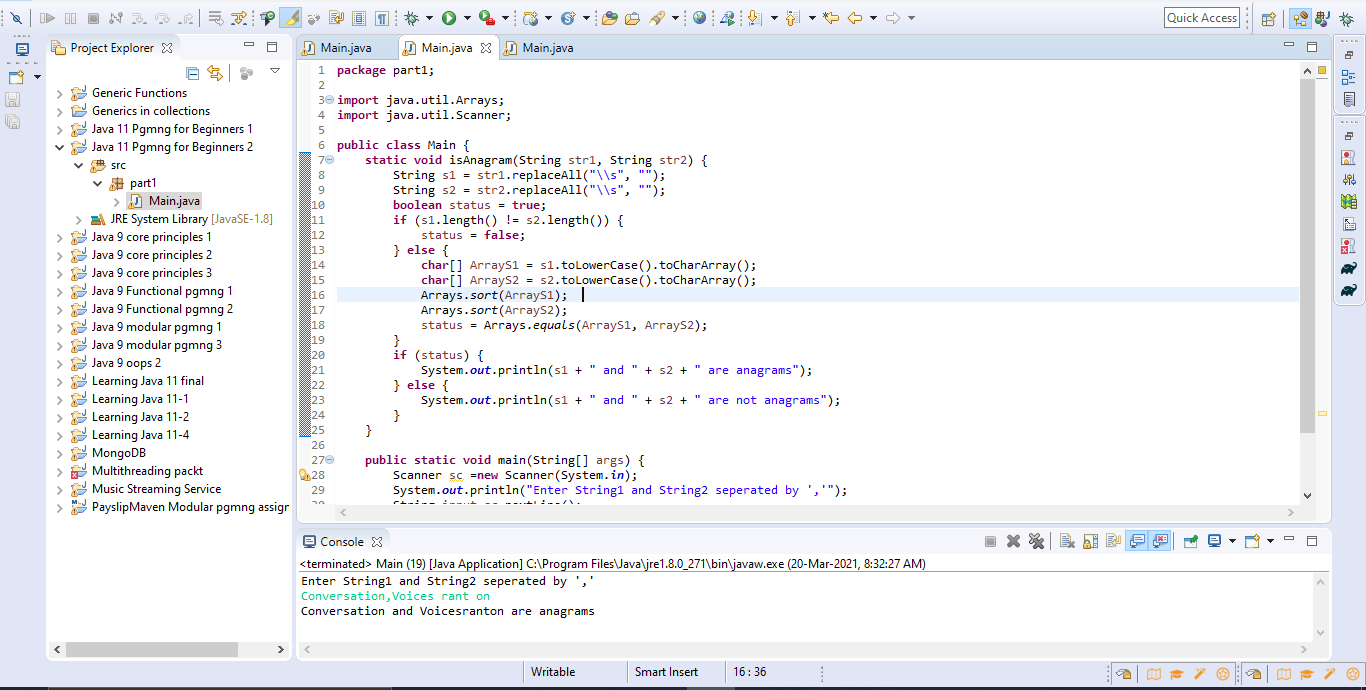 Quick Access
Project Explorer
Generic Functions
Generics in collections
Java 11 Pgmng for Beginners 1
Java 11 Pgmng for Beginners 2
src
part1
Main.java
JRE System Library [JavaSE-1.8]
Java 9 core principles 1
Java 9 core principles 2
Java 9 core principles 3
Java 9 Functional pgmng 1
Java 9 Functional pgmng 2
Java 9 modular pgmng 1
Java 9 modular pgmng 3
Java 9 oops 2
Learning Java 11 final
Learning Java 11-1
Learning Java 11-2
Learning Java 11-4
MongoDB
Multithreading packt
Music Streaming Service
PayslipMaven Modular pgmng assigr
Main.java Main.java Main.java
1 package part1;
2
3 import java.util.Arrays;
4 import java.util.Scanner;
5
6 public class Main {
7 static void isAnagram(String str1, String str2) {
8 String s1 = str1.replaceAll("\\s", "");
9 String s2 = str2.replaceAll("\\s", "");
10 boolean status = true;
11 if (s1.length() != s2.length()) {
12 status = false;
13 } else {
14 char[] ArrayS1 = s1.toLowerCase().toCharArray();
15 char[] ArrayS2 = s2.toLowerCase().toCharArray();
16 Arrays.sort(ArrayS1);
17 Arrays.sort(ArrayS2);
18 status = Arrays.equals(ArrayS1, ArrayS2);
19 }
20 if (status) {
21 System.out.println(s1 + " and " + s2 + " are anagrams");
22 } else {
23 System.out.println(s1 + " and " + s2 + " are not anagrams");
24 }
25 }
26
27 public static void main(String[] args) {
28 Scanner sc =new Scanner(System.in);
29 System.out.println("Enter String1 and String2 seperated by ','");
Console
<terminated> Main (19) [Java Application] C:\Program Files\Java\jre1.8.0_271\bin\javaw.exe (20-Mar-2021, 8:32:27 AM)
Enter String1 and String2 seperated by ','
Conversation,Voices rant on
Conversation and Voicesranton are anagrams
Writable Smart Insert 16 : 36